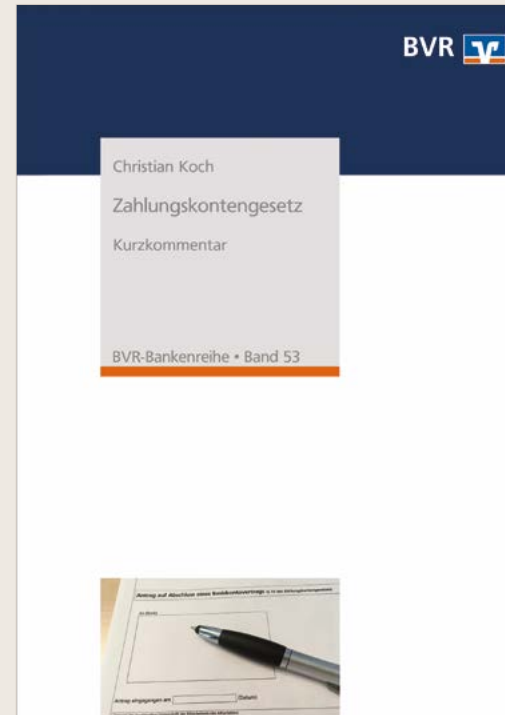 BVR
Christian Koch
Zahlungskontengesetz
Kurzkommentar
BVR-Bankenreihe • Band 53
Antrag auf Abschluss eines Basiskontovertrags
Antrag eingegangen am (Datum)